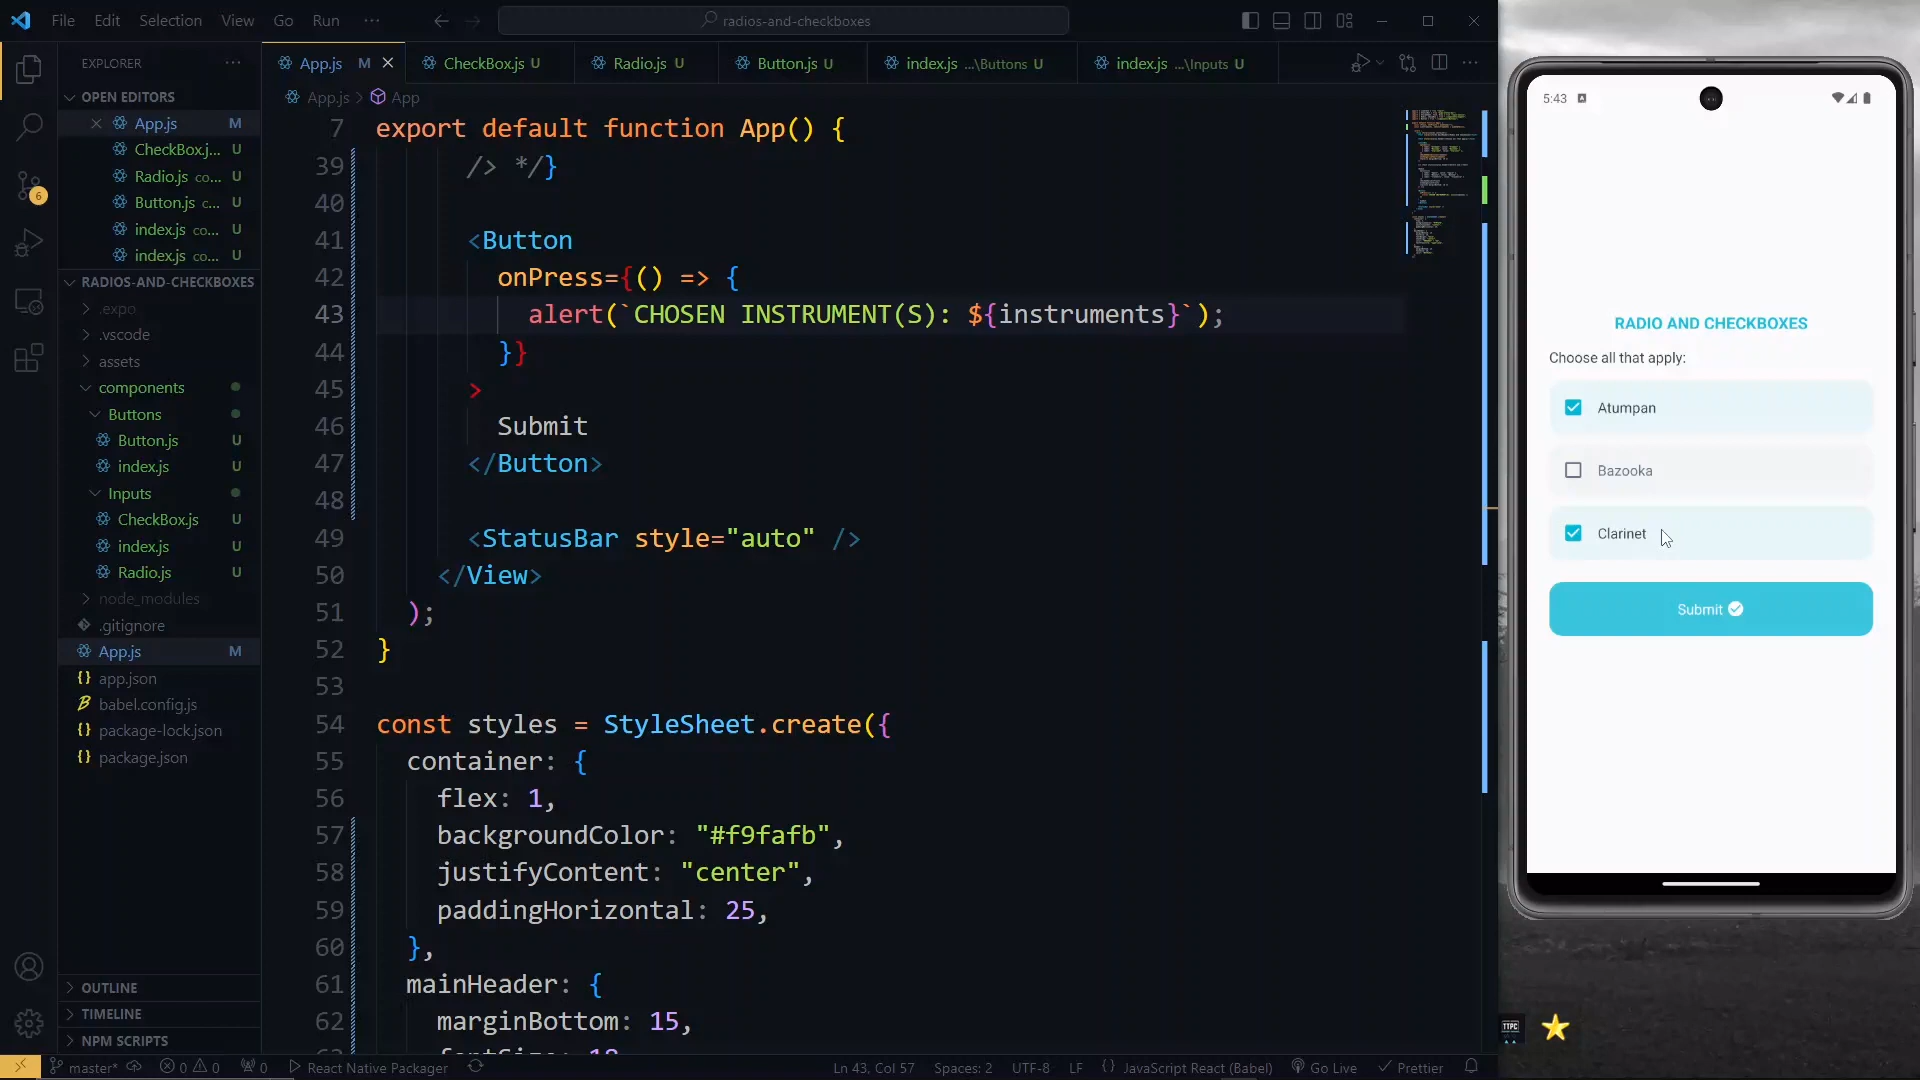 File Edit Selection View Go Run ···
radios-and-checkboxes
EXPLORER
OPEN EDITORS
App.js M
CheckBox.j... U
Radio.js co... U
Button.js c... U
index.js co... U
index.js co... U
RADIOS-AND-CHECKBOXES
.expo
.vscode
assets
components
Buttons
Button.js U
index.js U
Inputs
CheckBox.js U
index.js U
Radio.js U
node_modules
.gitignore
App.js M
app.json
babel.config.js
package-lock.json
package.json
OUTLINE
TIMELINE
NPM SCRIPTS
6
App.js M
CheckBox.js U
Radio.js U
Button.js U
index.js ...\Buttons U
index.js ...\Inputs U
App.js > App
7 export default function App() {
39 /> */}
40
41 <Button
42 onPress={() => {
43 alert(`CHOSEN INSTRUMENT(S): ${instruments}`);
44 }}
45 >
46 Submit
47 </Button>
48
49 <StatusBar style="auto" />
50 </View>
51 );
52 }
53
54 const styles = StyleSheet.create({
55 container: {
56 flex: 1,
57 backgroundColor: "#f9fafb",
58 justifyContent: "center",
59 paddingHorizontal: 25,
60 },
61 mainHeader: {
62 marginBottom: 15,
5:43
RADIO AND CHECKBOXES
Choose all that apply:
Atumpan
Bazooka
Clarinet
Submit
TTPC
master* 0 0 0 React Native Packager Ln 43, Col 57 Spaces: 2 UTF-8 LF {} JavaScript React (Babel) Go Live Prettier